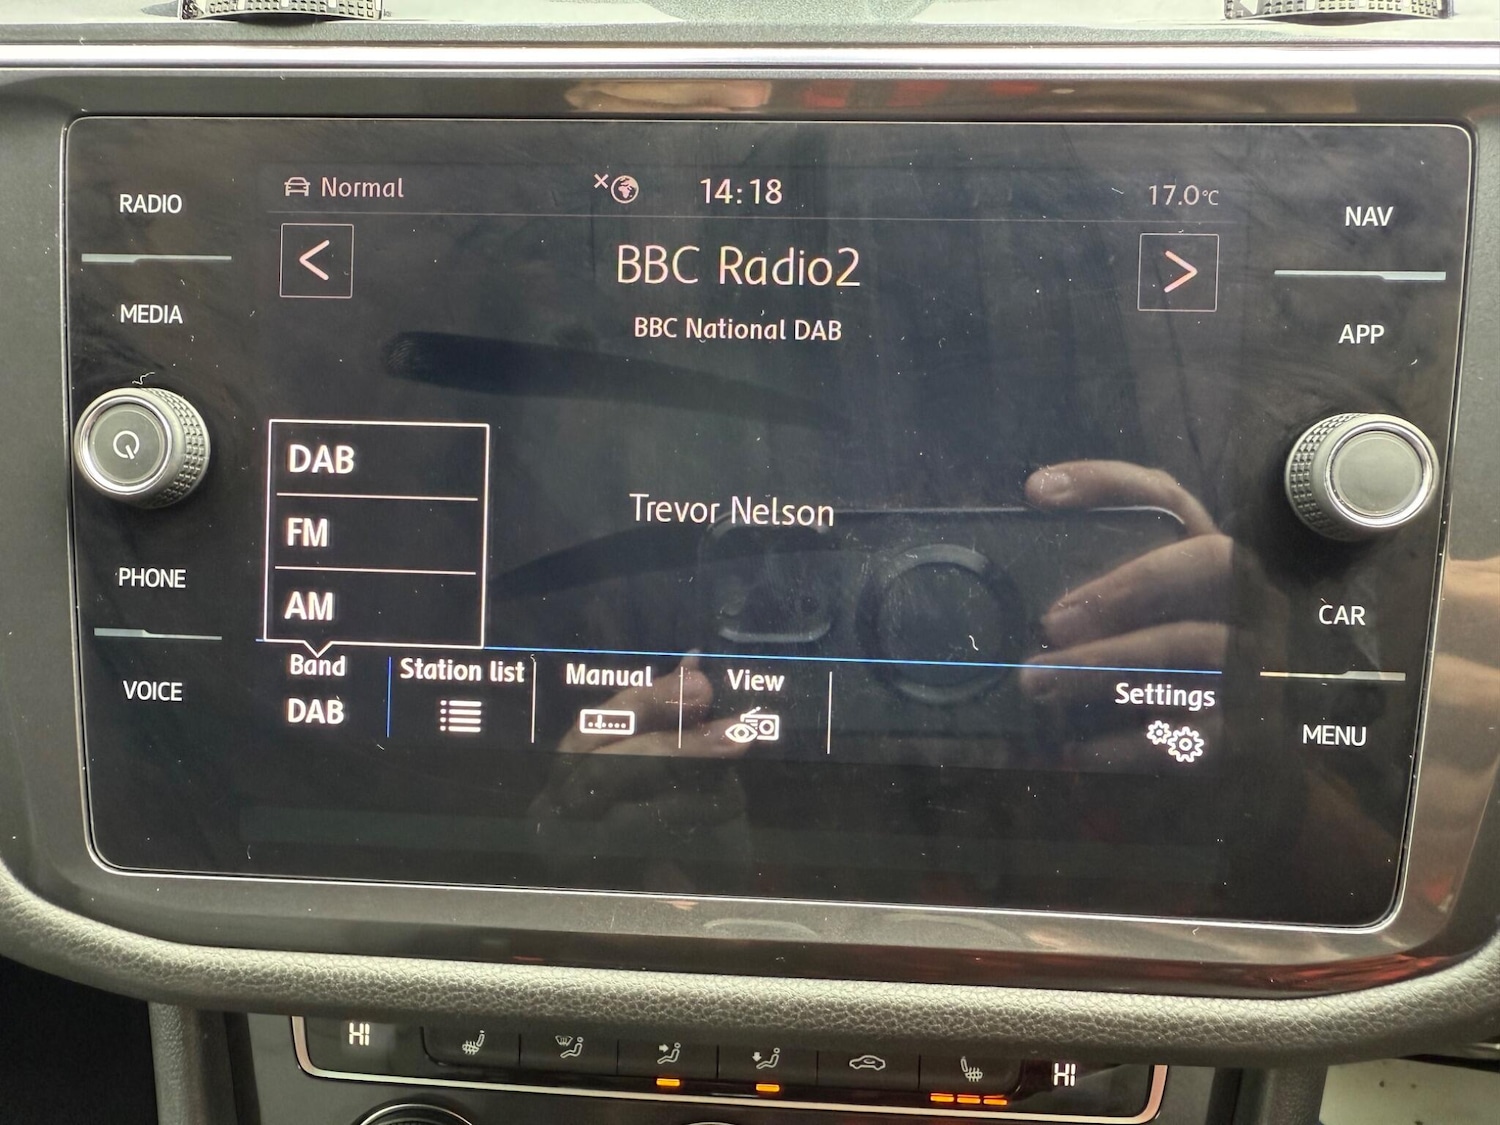 RADIO
MEDIA
PHONE
VOICE
Normal
14:18
17.0°C
BBC Radio2
BBC National DAB
Trevor Nelson
DAB
FM
AM
Band
DAB
Station list
Manual
View
Settings
NAV
APP
CAR
MENU
HI
HI